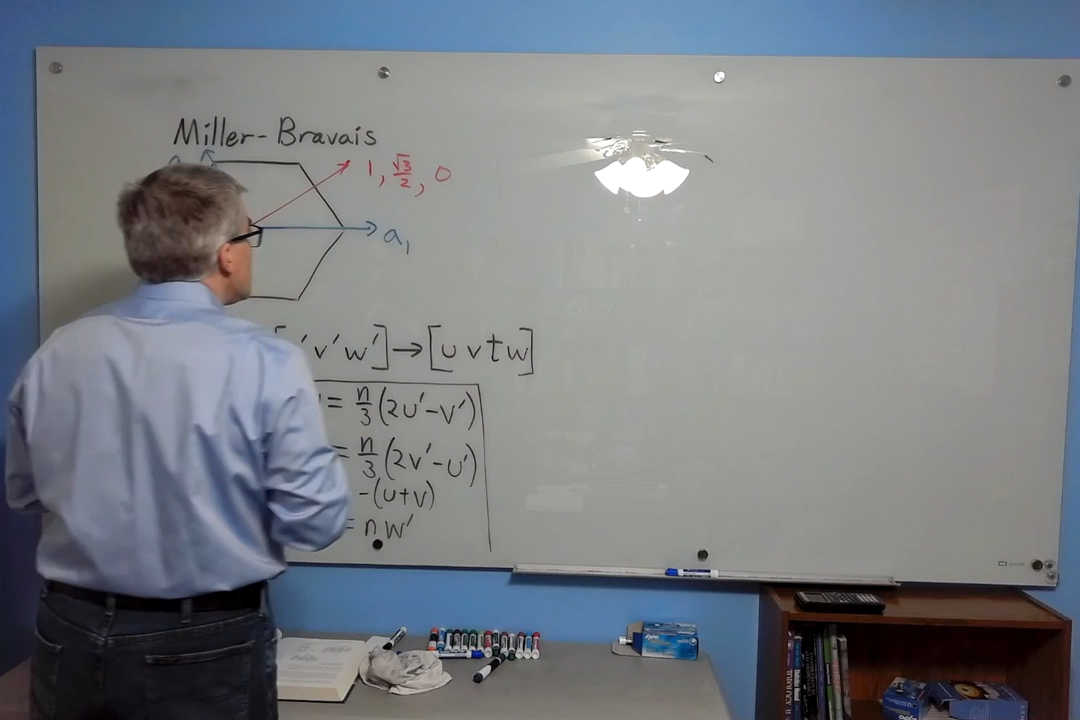 Miller-Bravais
1, √3/2, 0
a₁
' v' w'] → [u v t w]
= n/3 (2u' - v')
= n/3 (2v' - u')
-(u+v)
= n w'